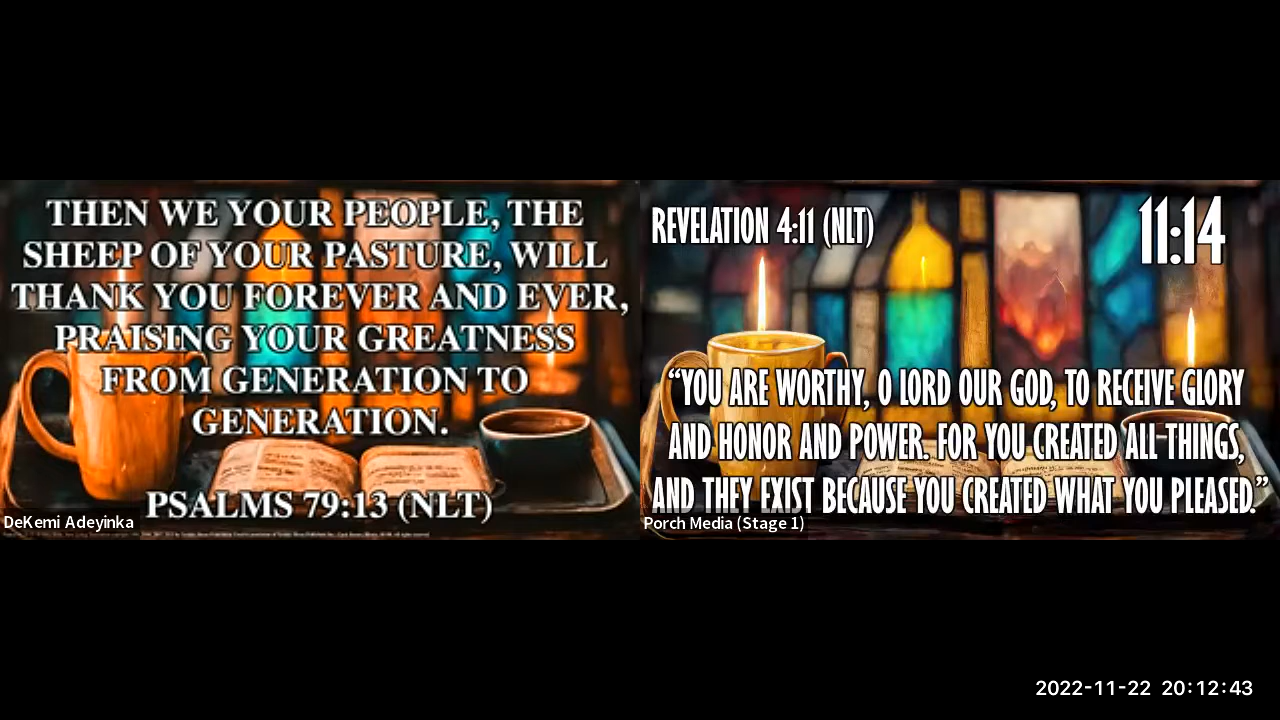 THEN WE YOUR PEOPLE, THE
SHEEP OF YOUR PASTURE, WILL
THANK YOU FOREVER AND EVER,
PRAISING YOUR GREATNESS
FROM GENERATION TO
GENERATION.
PSALMS 79:13 (NLT)
DeKemi Adeyinka
REVELATION 4:11 (NLT)
11:14
“YOU ARE WORTHY, O LORD OUR GOD, TO RECEIVE GLORY
AND HONOR AND POWER. FOR YOU CREATED ALL THINGS,
AND THEY EXIST BECAUSE YOU CREATED WHAT YOU PLEASED.”
Porch Media (Stage 1)
2022-11-22 20:12:43